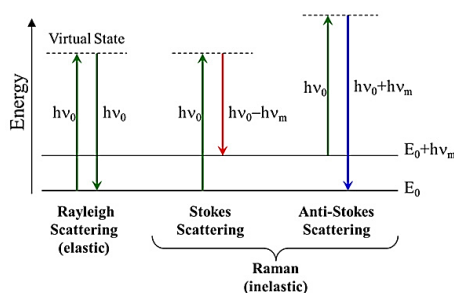 Energy
Virtual State
hν₀
hν₀
hν₀
hν₀–hνₘ
hν₀
hν₀+hνₘ
E₀+hνₘ
E₀
Rayleigh
Scattering
(elastic)
Stokes
Scattering
Anti-Stokes
Scattering
Raman
(inelastic)